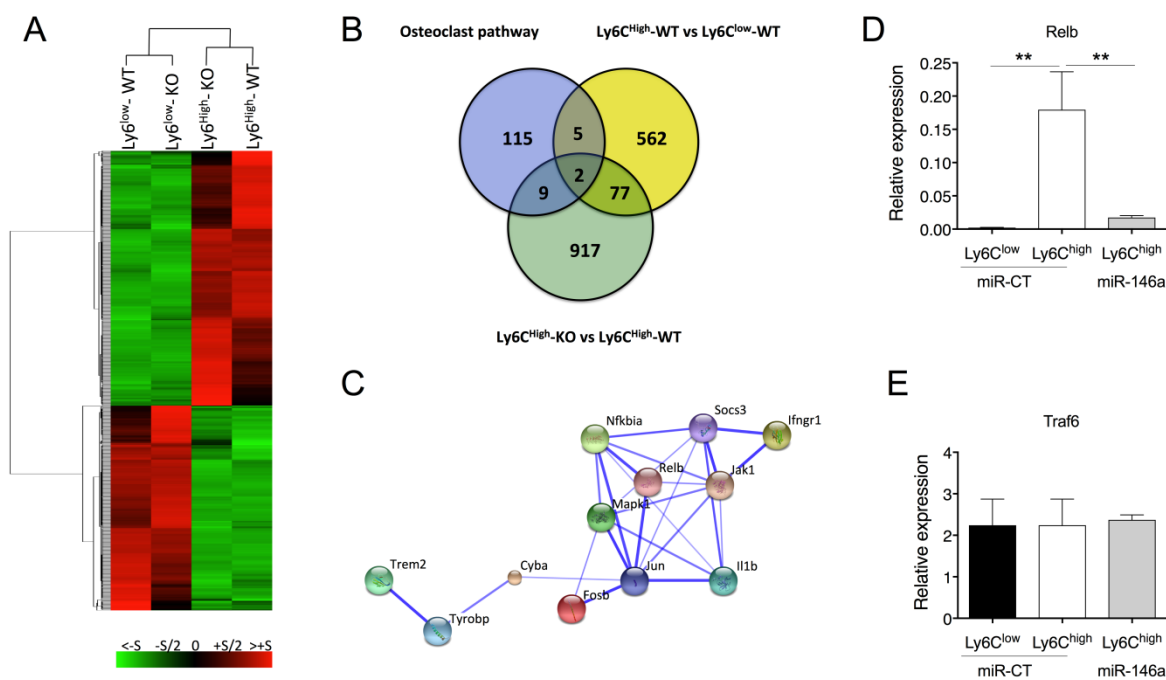 A
Ly6^low- WT
Ly6^low- KO
Ly6^High- KO
Ly6^High- WT
<-S -S/2 0 +S/2 >+S
B
Osteoclast pathway
Ly6C^High-WT vs Ly6C^low-WT
115
5
562
2
9
77
917
Ly6C^High-KO vs Ly6C^High-WT
C
Nfkbia
Socs3
Ifngr1
Relb
Jak1
Mapk1
Trem2
Cyba
Jun
Il1b
Fosb
Tyrobp
D
Relb
**
**
Relative expression
0.25
0.20
0.15
0.10
0.05
0.00
Ly6C^low Ly6C^high Ly6C^high
miR-CT miR-146a
E
Traf6
Relative expression
4
3
2
1
0
Ly6C^low Ly6C^high Ly6C^high
miR-CT miR-146a